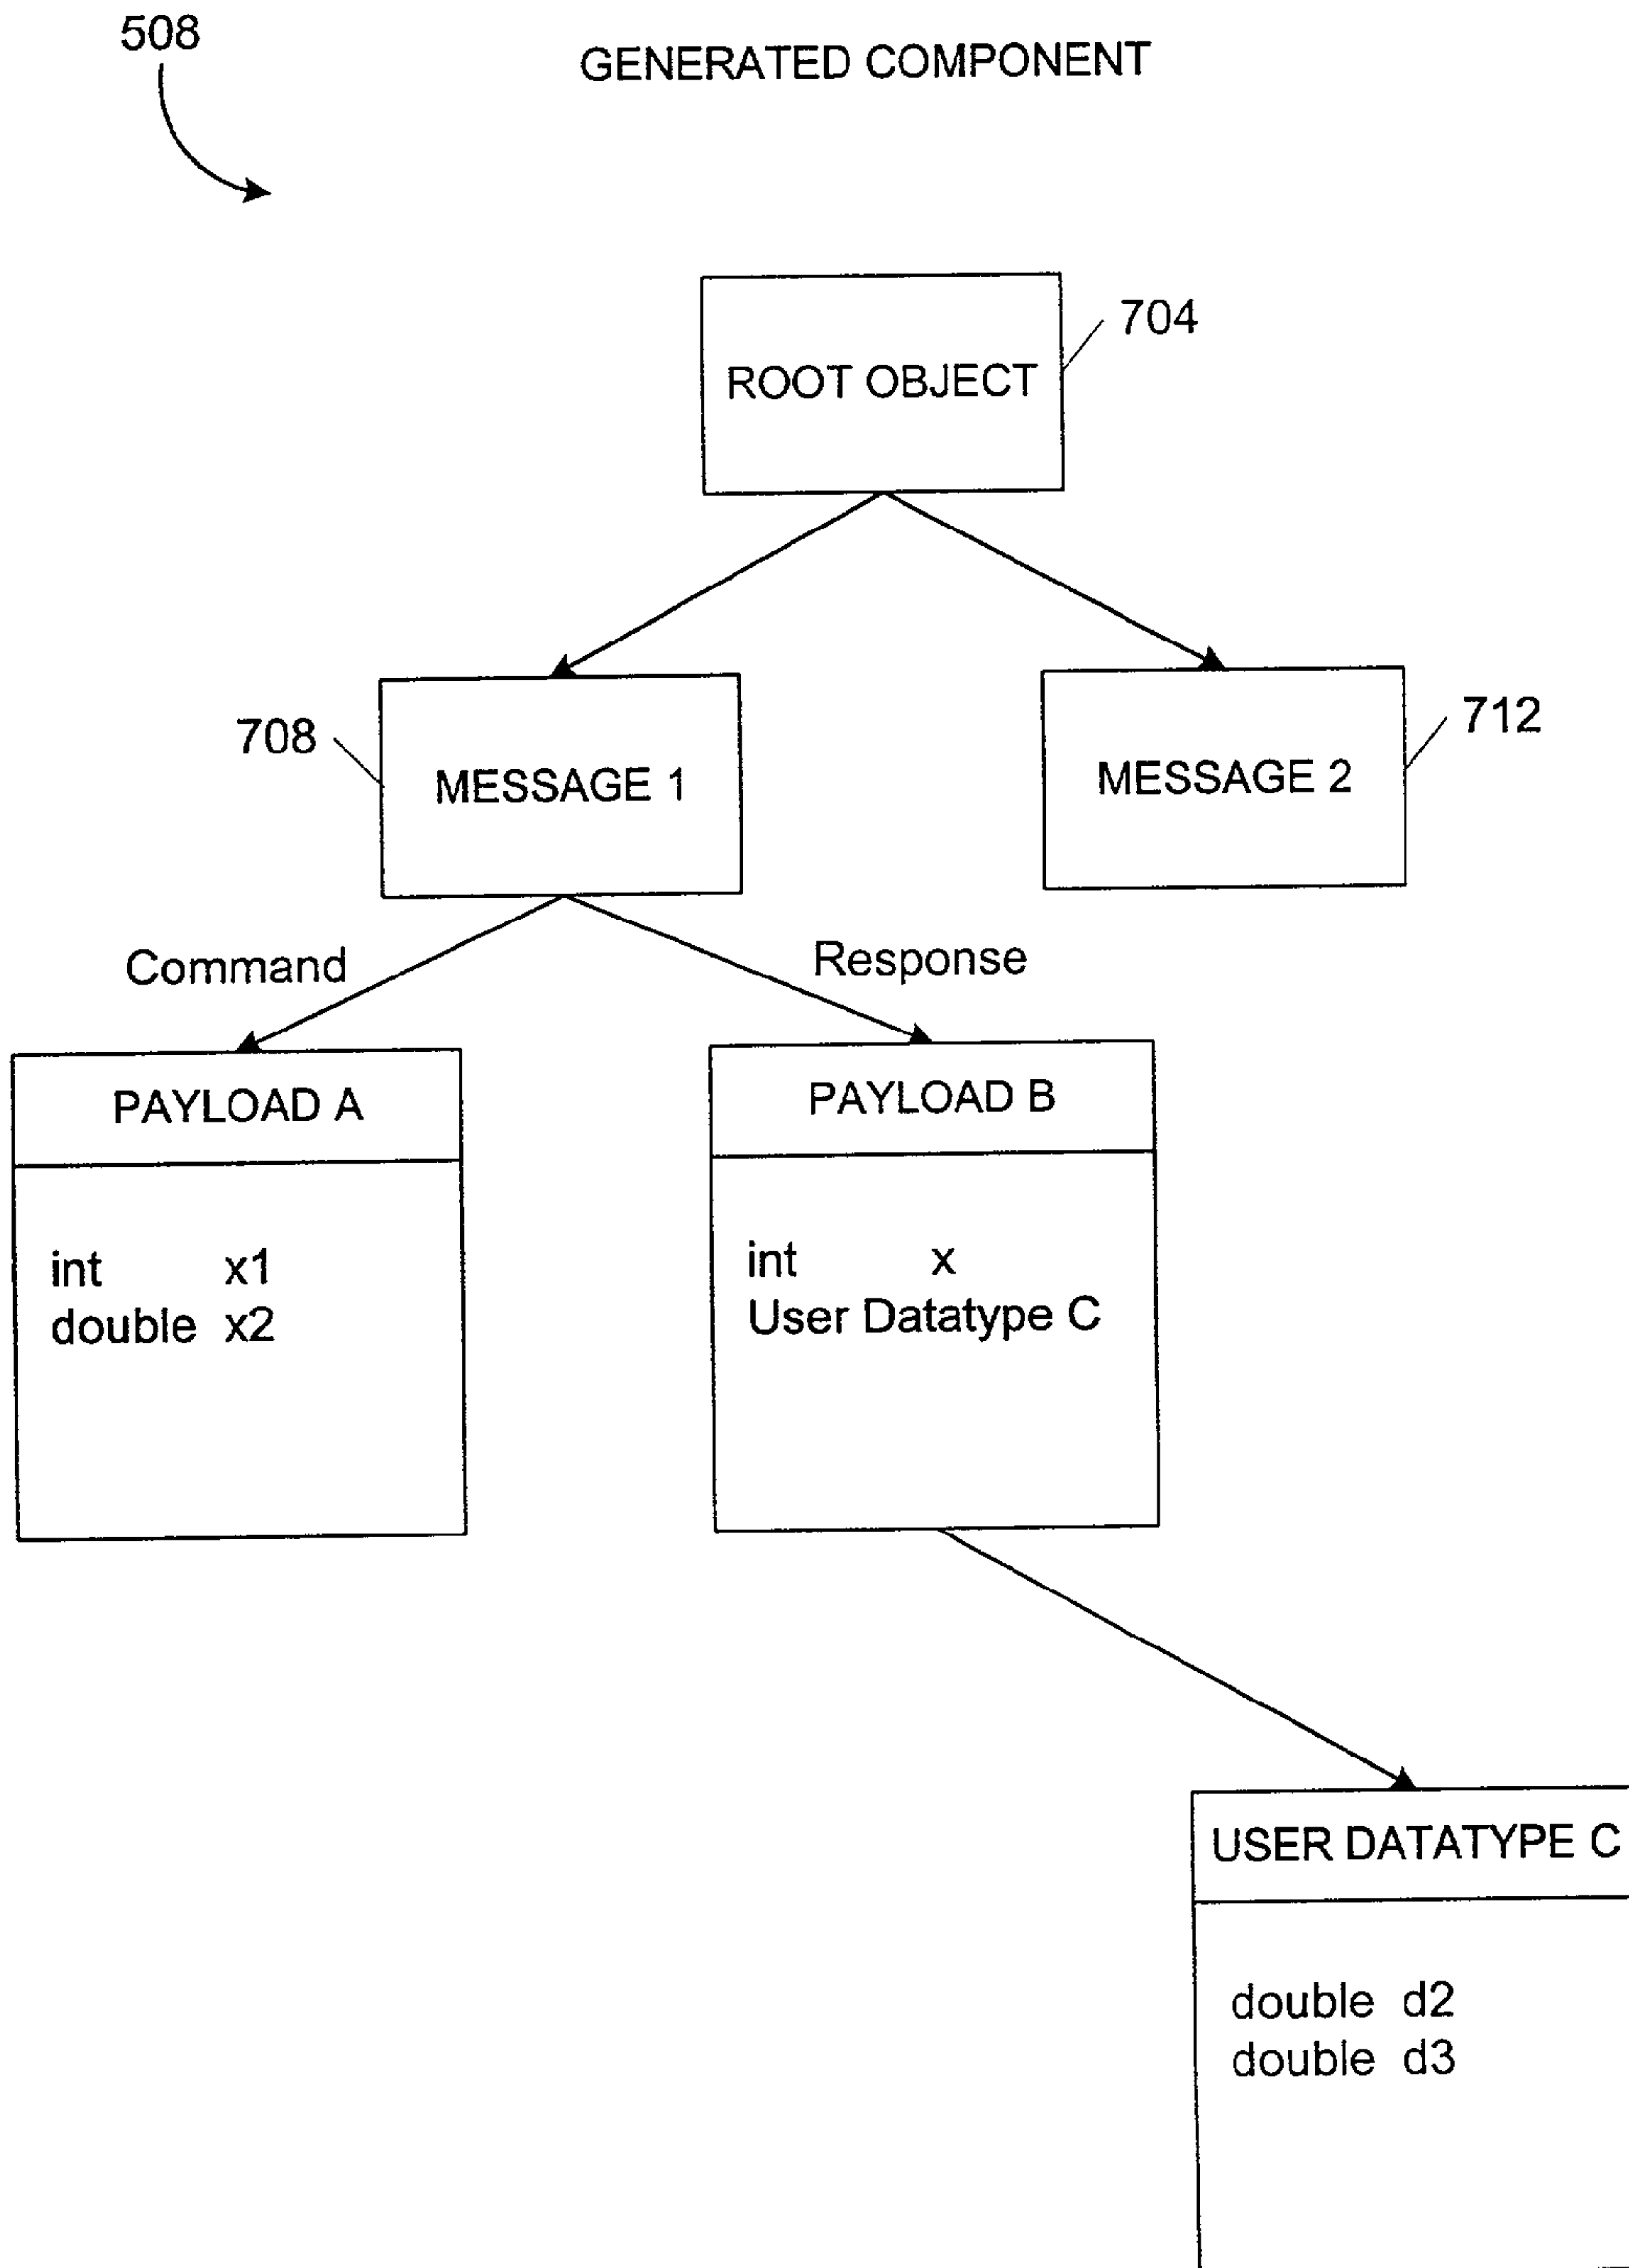 508
GENERATED COMPONENT
704
ROOT OBJECT
708
MESSAGE 1
712
MESSAGE 2
Command
Response
PAYLOAD A
int x1
double x2
PAYLOAD B
int x
User Datatype C
USER DATATYPE C
double d2
double d3